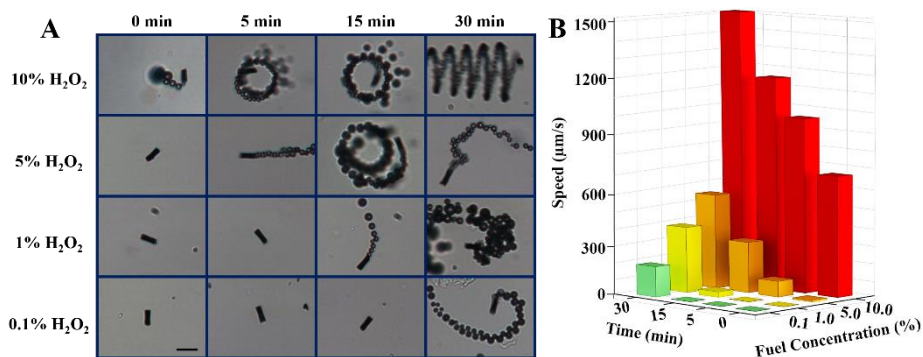 A
0 min 5 min 15 min 30 min
10% H₂O₂
5% H₂O₂
1% H₂O₂
0.1% H₂O₂
B
1500
1200
900
600
300
0
Speed (µm/s)
30 15 5 0
Time (min)
0.1 1.0 5.0 10.0
Fuel Concentration (%)